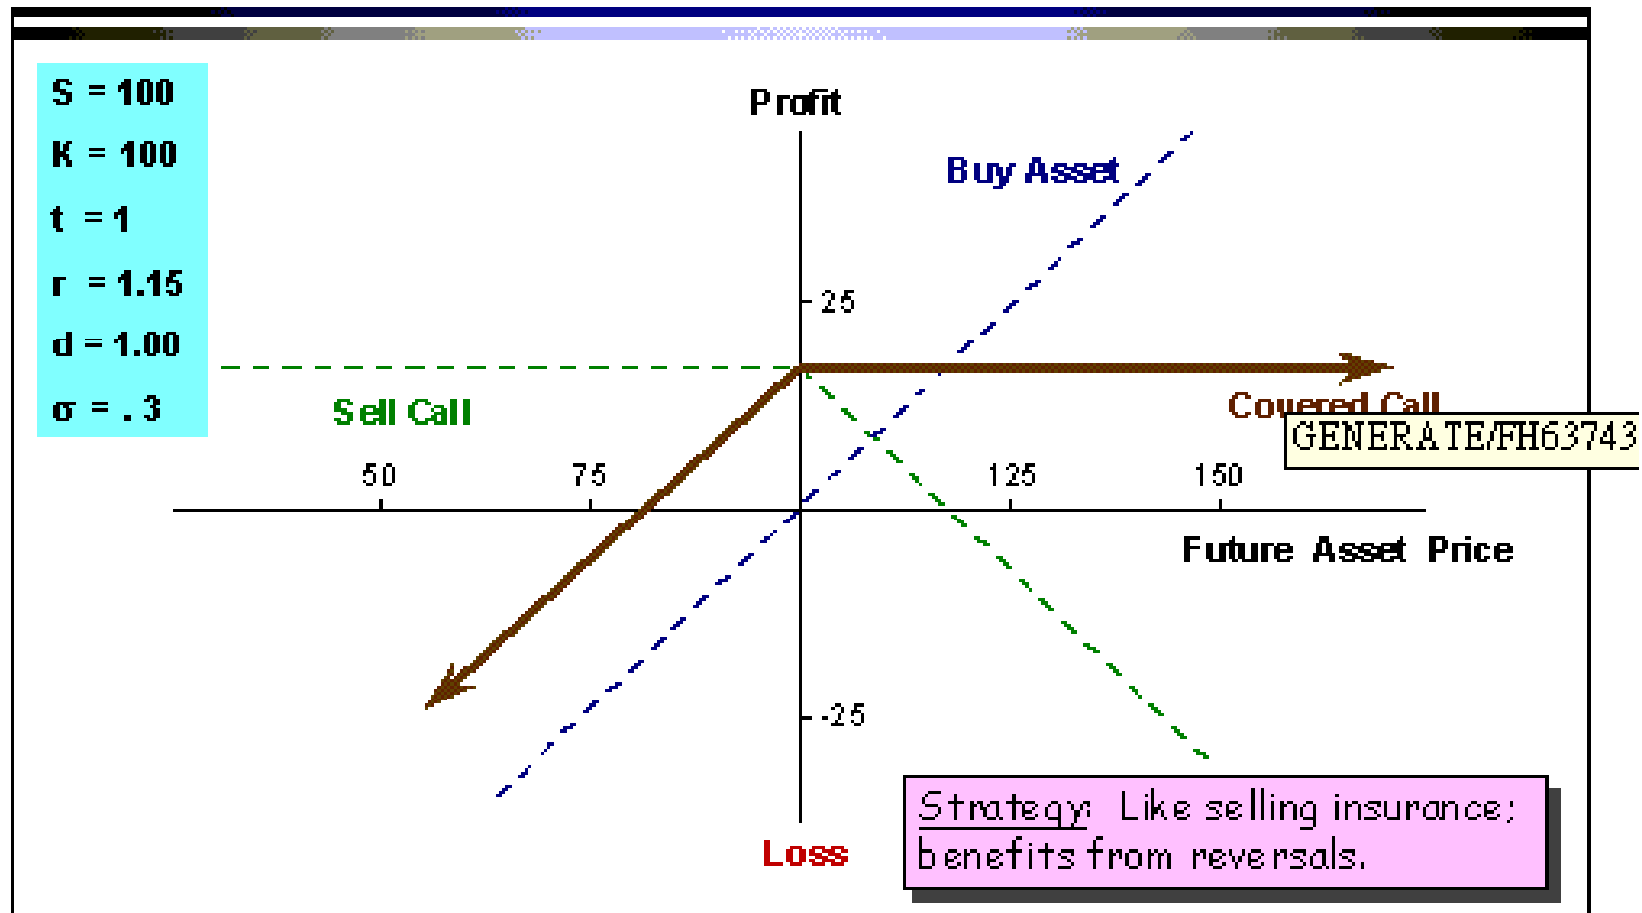 S = 100
K = 100
t = 1
r = 1.15
d = 1.00
σ = .3
Profit
Buy Asset
25
Sell Call
Covered Call
GENERATE/FH63743
50 75 125 150
Future Asset Price
-25
Loss
Strategy: Like selling insurance;
benefits from reversals.